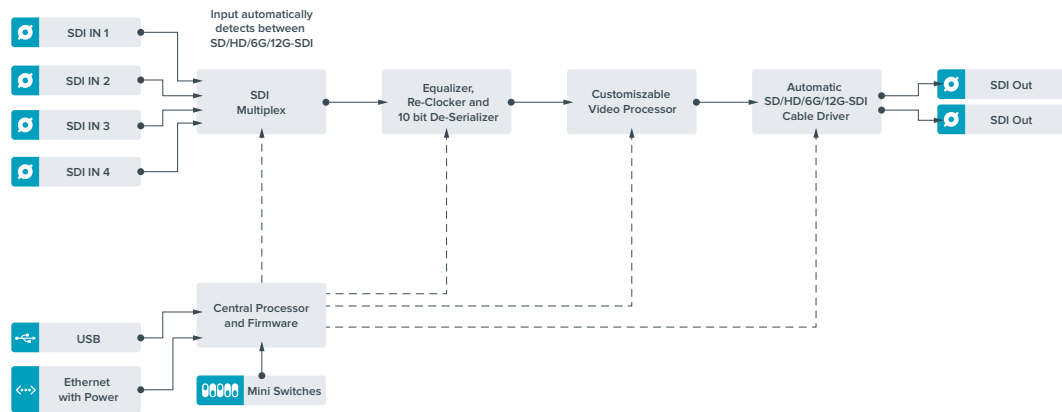 Input automatically
detects between
SD/HD/6G/12G-SDI
SDI IN 1
SDI IN 2
SDI IN 3
SDI IN 4
SDI
Multiplex
Equalizer,
Re-Clocker and
10 bit De-Serializer
Customiszable
Video Processor
Automatic
SD/HD/6G/12G-SDI
Cable Driver
SDI Out
SDI Out
Central Processor
and Firmware
USB
Ethernet
with Power
Mini Switches